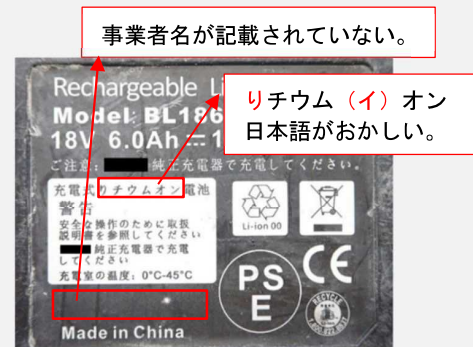 事業者名が記載されていない。
りチウム（イ）オン
日本語がおかしい。
Rechargeable Li
Model: BL186
18V 6.0Ah 1
ご注意: 純正充電器で充電してください。
充電式りチウムオン電池
警告
安全な操作のために取扱
説明書を参照してください
純正充電器で充電
してください
充電室の温度: 0°C-45°C
Li-ion 00
PS
E
CE
RECYCLE
1.800.822.8837
Made in China